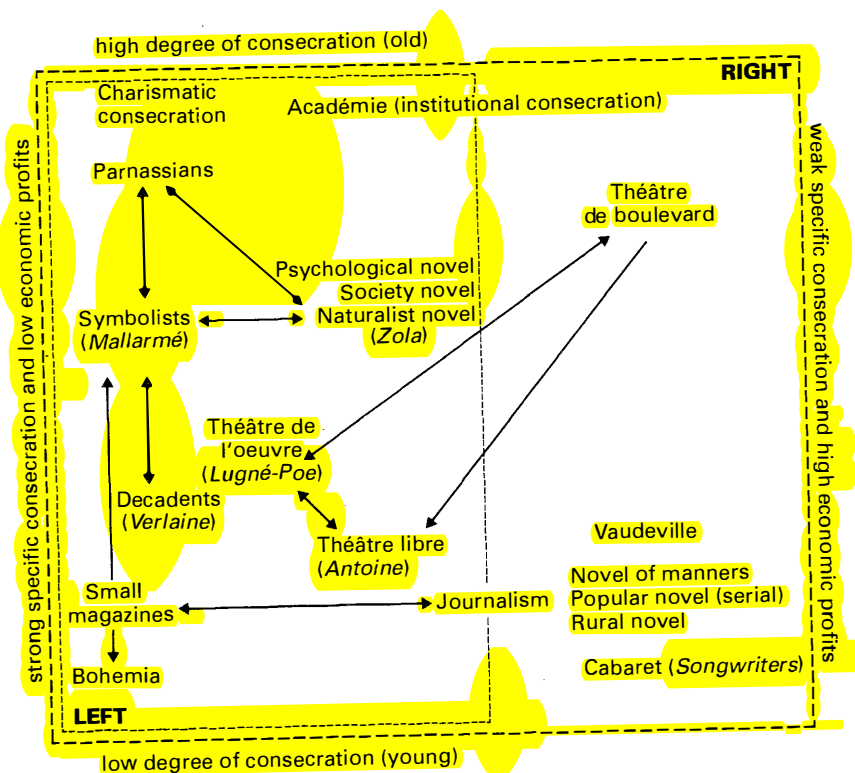 high degree of consecration (old)
RIGHT
Charismatic
consecration
Académie (institutional consecration)
strong specific consecration and low economic profits
weak specific consecration and high economic profits
Parnassians
Théâtre
de boulevard
Psychological novel
Society novel
Naturalist novel
(Zola)
Symbolists
(Mallarmé)
Théâtre de
l'oeuvre
(Lugné-Poe)
Decadents
(Verlaine)
Théâtre libre
(Antoine)
Vaudeville
Novel of manners
Popular novel (serial)
Rural novel
Small
magazines
Journalism
Bohemia
Cabaret (Songwriters)
LEFT
low degree of consecration (young)